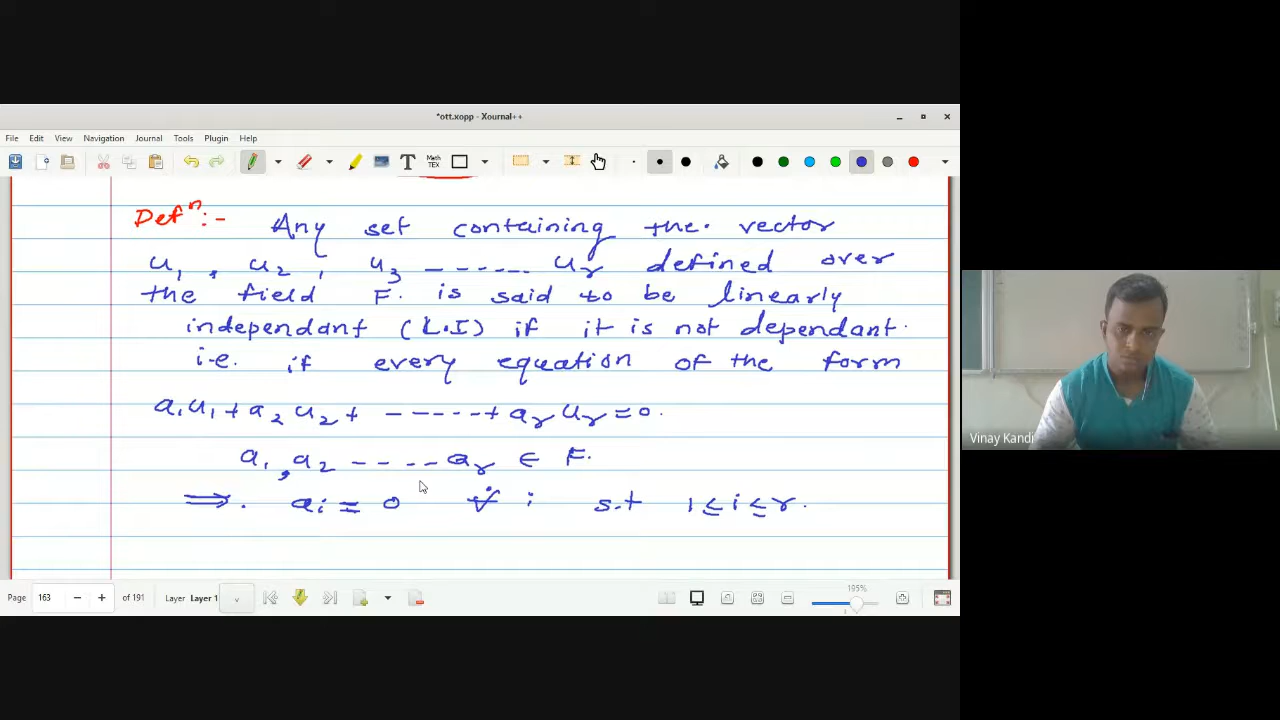 *ott.xopp - Xournal++
File Edit View Navigation Journal Tools Plugin Help
Defⁿ:- Any set containing the vector
u₁, u₂, u₃ ------- uᵣ defined over
the field F. is said to be linearly
independant (L.I) if it is not dependant.
i.e. if every equation of the form
a₁u₁ + a₂u₂ + ------ + aᵣuᵣ = 0.
a₁, a₂ ------ aᵣ ∈ F.
⟹. aᵢ = 0 ∀ i s.t 1 ≤ i ≤ r.
Vinay Kandi
Page 163 of 191 Layer Layer 1 195%